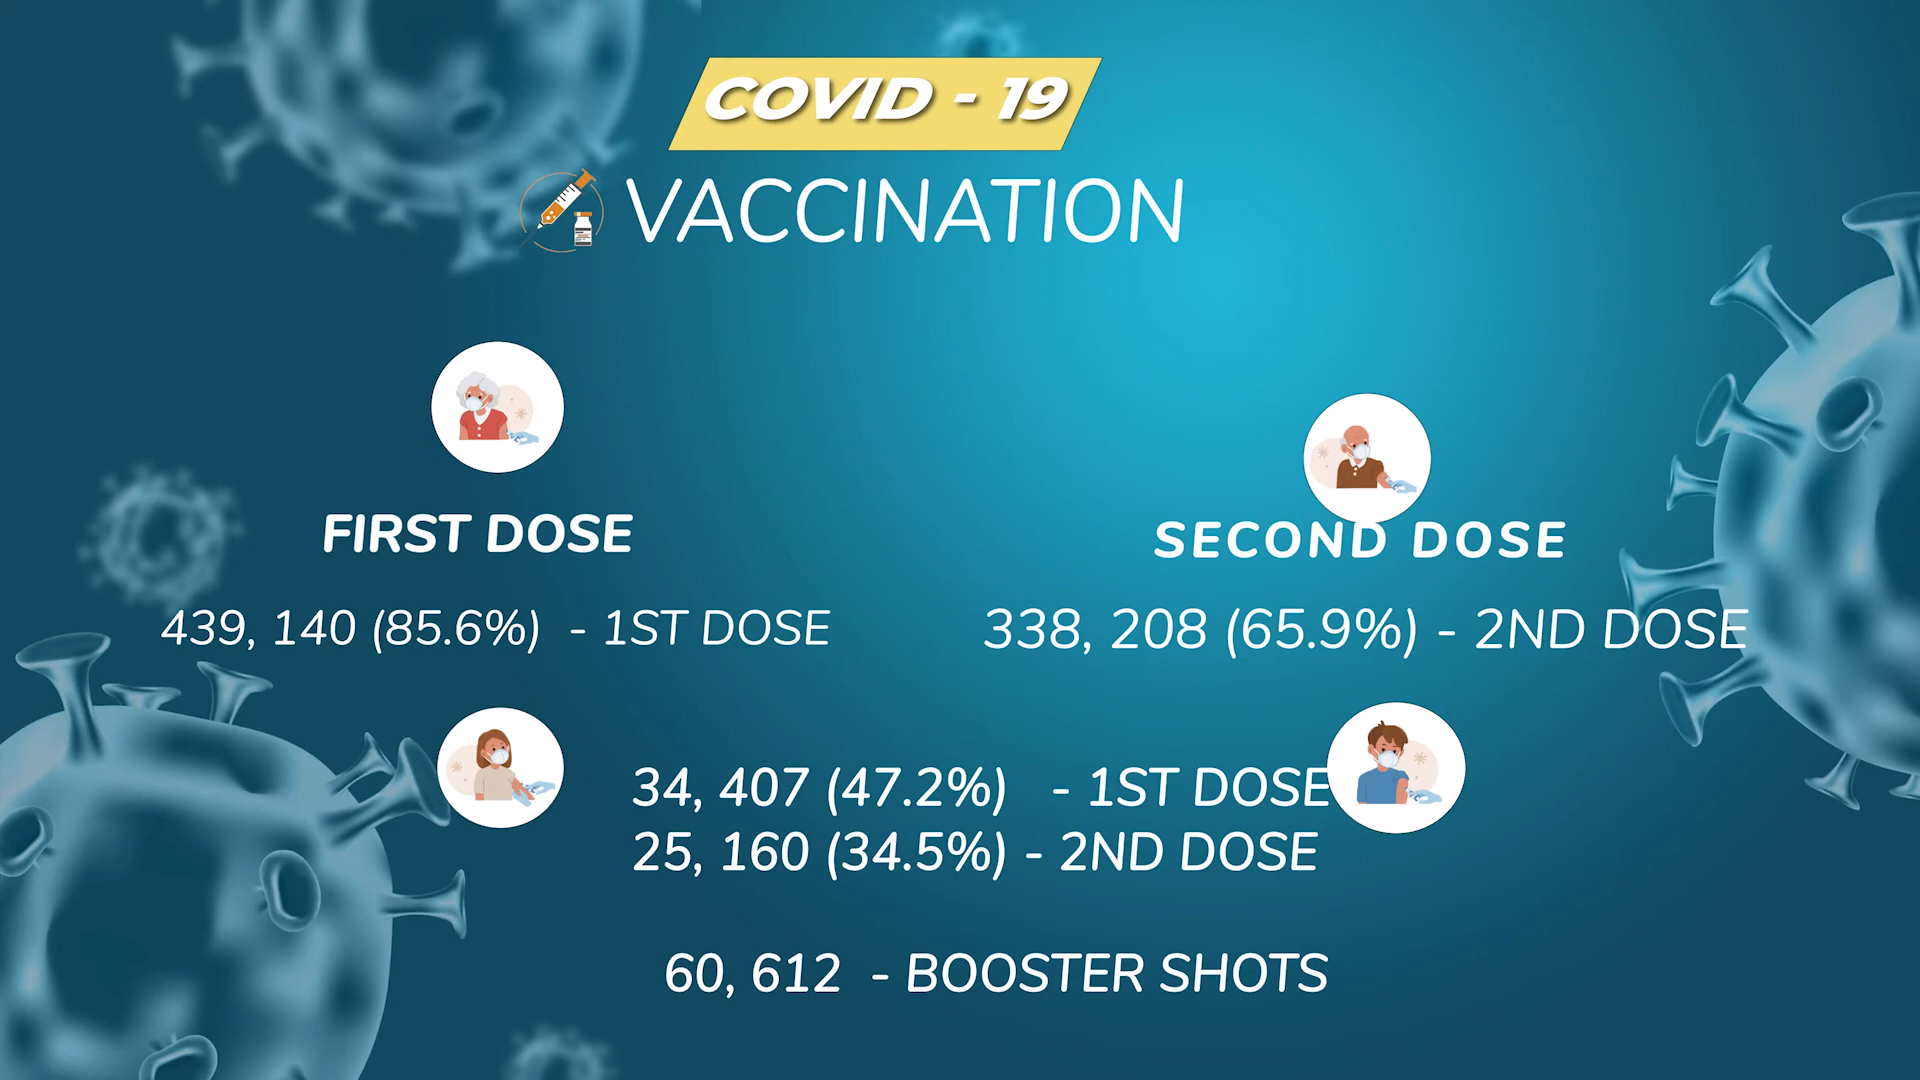 COVID - 19
VACCINATION
FIRST DOSE
439, 140 (85.6%) - 1ST DOSE
SECOND DOSE
338, 208 (65.9%) - 2ND DOSE
34, 407 (47.2%) - 1ST DOSE
25, 160 (34.5%) - 2ND DOSE
60, 612 - BOOSTER SHOTS